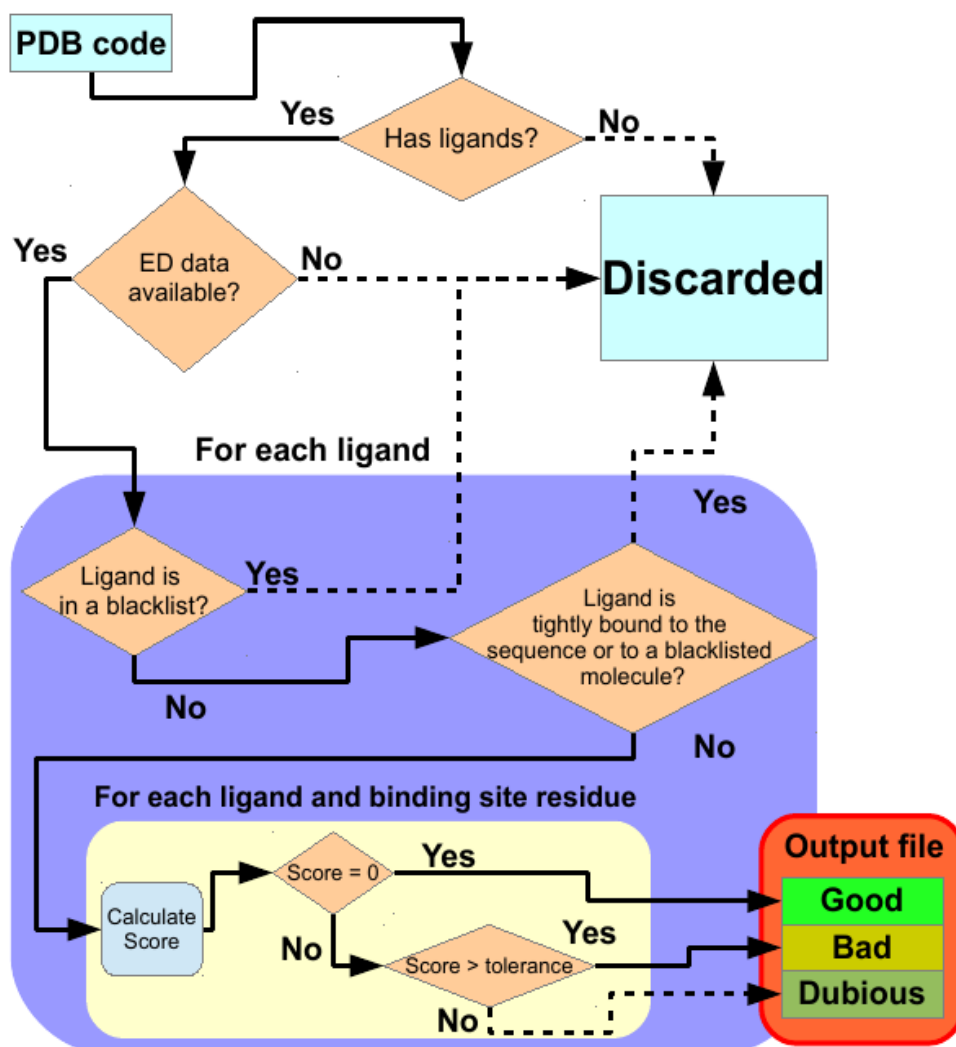 PDB code
Has ligands?
Yes
No
ED data
available?
Yes
No
Discarded
For each ligand
Ligand is
in a blacklist?
Yes
No
Ligand is
tightly bound to the
sequence or to a blacklisted
molecule?
Yes
No
For each ligand and binding site residue
Calculate
Score
Score = 0
Yes
No
Score > tolerance
Yes
No
Output file
Good
Bad
Dubious